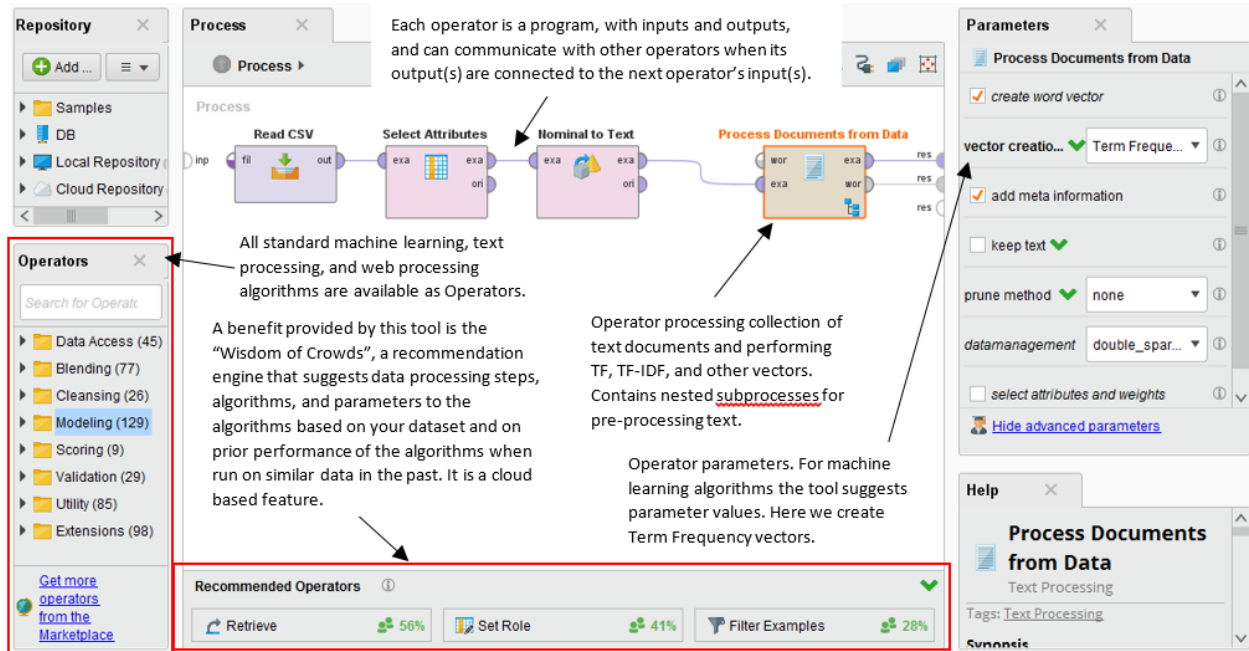 Repository
Add ...
Samples
DB
Local Repository
Cloud Repository
Operators
Search for Operatc
Data Access (45)
Blending (77)
Cleansing (26)
Modeling (129)
Scoring (9)
Validation (29)
Utility (85)
Extensions (98)
Get more
operators
from the
Marketplace
Process
Process
Process
Each operator is a program, with inputs and outputs,
and can communicate with other operators when its
output(s) are connected to the next operator's input(s).
inp
Read CSV
fil out
Select Attributes
exa exa
ori
Nominal to Text
exa exa
ori
Process Documents from Data
wor exa
exa wor
res
res
res
All standard machine learning, text
processing, and web processing
algorithms are available as Operators.
A benefit provided by this tool is the
“Wisdom of Crowds”, a recommendation
engine that suggests data processing steps,
algorithms, and parameters to the
algorithms based on your dataset and on
prior performance of the algorithms when
run on similar data in the past. It is a cloud
based feature.
Operator processing collection of
text documents and performing
TF, TF-IDF, and other vectors.
Contains nested subprocesses for
pre-processing text.
Operator parameters. For machine
learning algorithms the tool suggests
parameter values. Here we create
Term Frequency vectors.
Recommended Operators
Retrieve 56%
Set Role 41%
Filter Examples 28%
Parameters
Process Documents from Data
create word vector
vector creatio... Term Freque...
add meta information
keep text
prune method none
datamanagement double_spar...
select attributes and weights
Hide advanced parameters
Help
Process Documents
from Data
Text Processing
Tags: Text Processing
Synopsis